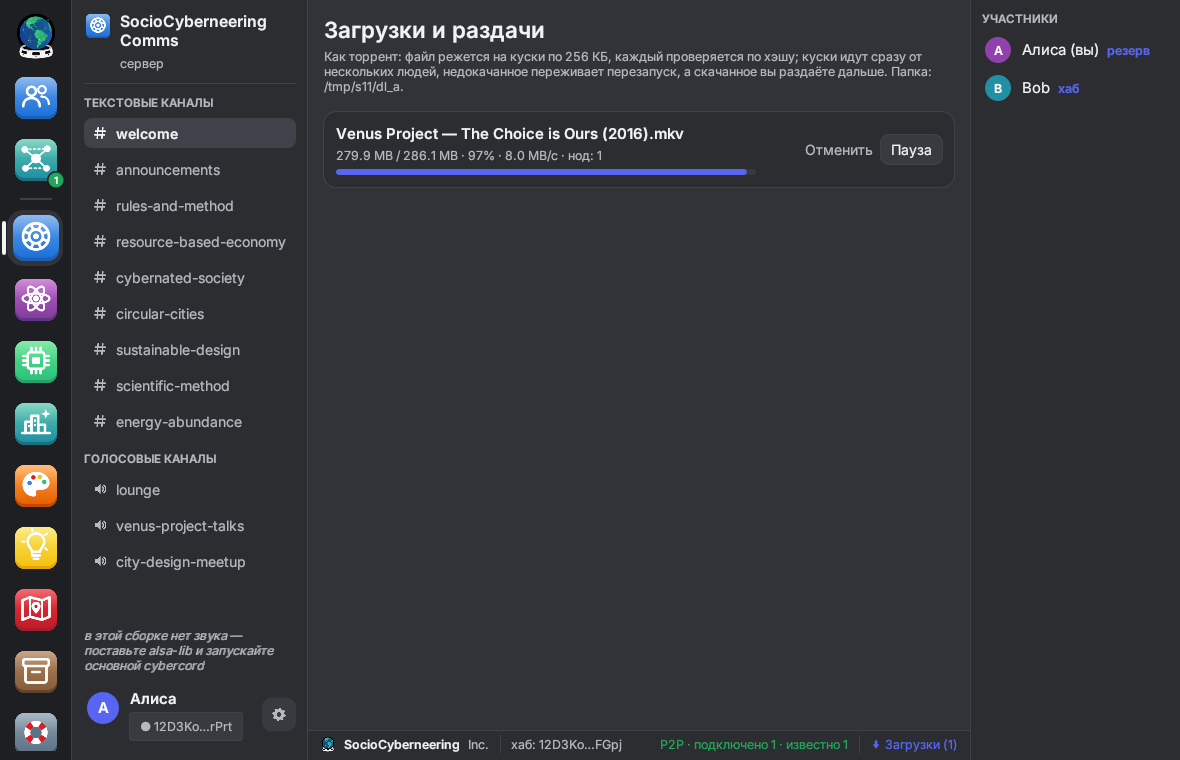 SocioCyberneering
Comms
сервер
ТЕКСТОВЫЕ КАНАЛЫ
# welcome
# announcements
# rules-and-method
# resource-based-economy
# cybernated-society
# circular-cities
# sustainable-design
# scientific-method
# energy-abundance
ГОЛОСОВЫЕ КАНАЛЫ
lounge
venus-project-talks
city-design-meetup
в этой сборке нет звука —
поставьте alsa-lib и запускайте
основной cybercord
A
Алиса
12D3Ko...rPrt
1
Загрузки и раздачи
Как торрент: файл режется на куски по 256 КБ, каждый проверяется по хэшу; куски идут сразу от
нескольких людей, недокачанное переживает перезапуск, а скачанное вы раздаёте дальше. Папка:
/tmp/s11/dl_a.
Venus Project — The Choice is Ours (2016).mkv
279.9 MB / 286.1 MB · 97% · 8.0 MB/с · нод: 1
Отменить
Пауза
SocioCyberneering Inc.
хаб: 12D3Ko...FGpj
P2P · подключено 1 · известно 1
Загрузки (1)
УЧАСТНИКИ
А Алиса (вы) резерв
B Bob хаб